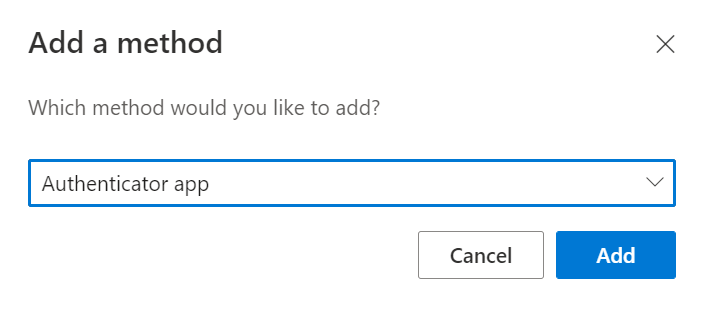 Add a method
Which method would you like to add?
Authenticator app
Cancel
Add